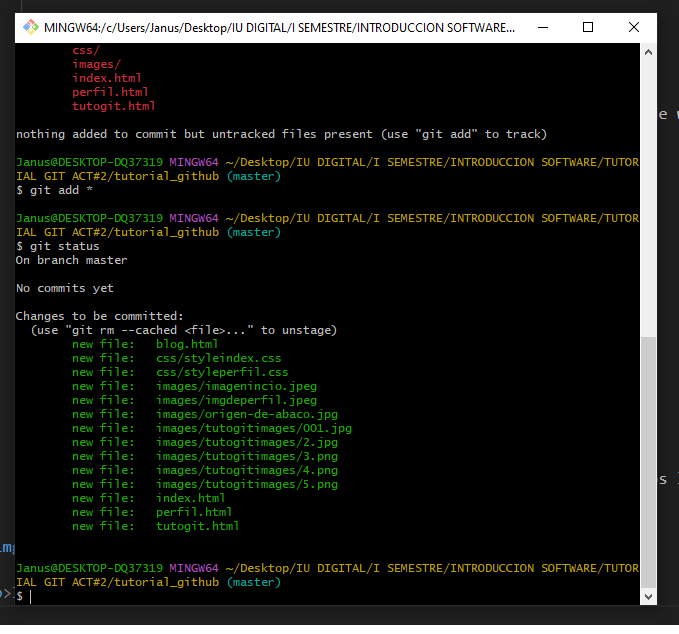 MINGW64:/c/Users/Janus/Desktop/IU DIGITAL/I SEMESTRE/INTRODUCCION SOFTWARE...
css/
images/
index.html
perfil.html
tutogit.html
nothing added to commit but untracked files present (use "git add" to track)
Janus@DESKTOP-DQ37319 MINGW64 ~/Desktop/IU DIGITAL/I SEMESTRE/INTRODUCCION SOFTWARE/TUTOR
IAL GIT ACT#2/tutorial_github (master)
$ git add *
Janus@DESKTOP-DQ37319 MINGW64 ~/Desktop/IU DIGITAL/I SEMESTRE/INTRODUCCION SOFTWARE/TUTOR
IAL GIT ACT#2/tutorial_github (master)
$ git status
On branch master
No commits yet
Changes to be committed:
(use "git rm --cached <file>..." to unstage)
new file:   blog.html
new file:   css/styleindex.css
new file:   css/styleperfil.css
new file:   images/imagenincio.jpeg
new file:   images/imgdeperfil.jpeg
new file:   images/origen-de-abaco.jpg
new file:   images/tutogitimages/001.jpg
new file:   images/tutogitimages/2.jpg
new file:   images/tutogitimages/3.png
new file:   images/tutogitimages/4.png
new file:   images/tutogitimages/5.png
new file:   index.html
new file:   perfil.html
new file:   tutogit.html
Janus@DESKTOP-DQ37319 MINGW64 ~/Desktop/IU DIGITAL/I SEMESTRE/INTRODUCCION SOFTWARE/TUTOR
IAL GIT ACT#2/tutorial_github (master)
$